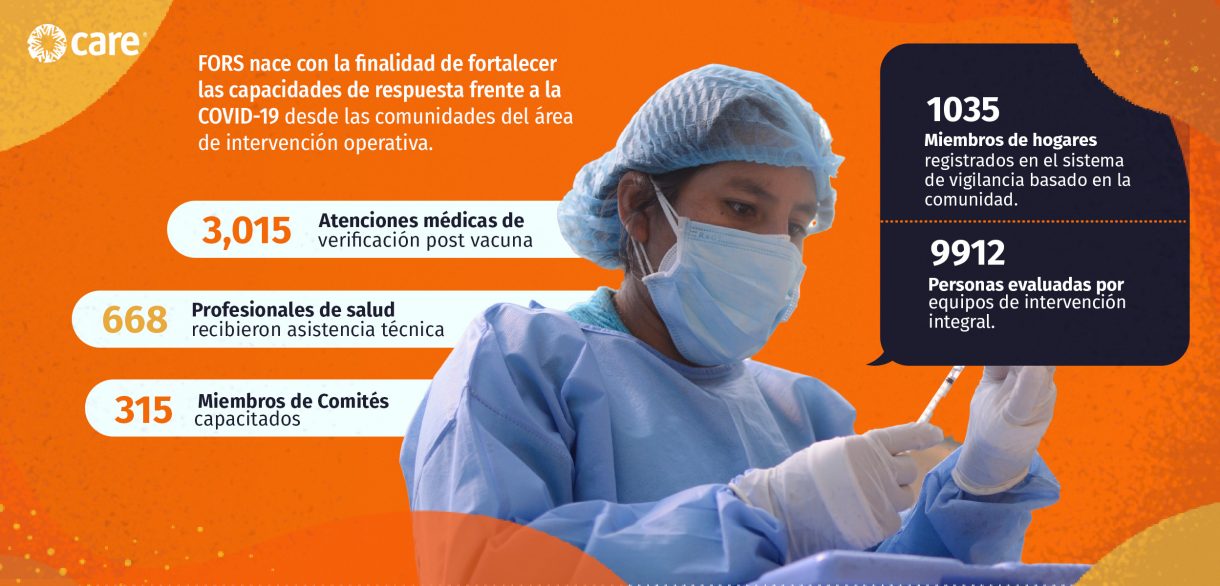 care
FORS nace con la finalidad de fortalecer
las capacidades de respuesta frente a la
COVID-19 desde las comunidades del área
de intervención operativa.
3,015
Atenciones médicas de
verificación post vacuna
668
Profesionales de salud
recibieron asistencia técnica
315
Miembros de Comités
capacitados
1035
Miembros de hogares
registrados en el sistema
de vigilancia basado en la
comunidad.
9912
Personas evaluadas por
equipos de intervención
integral.